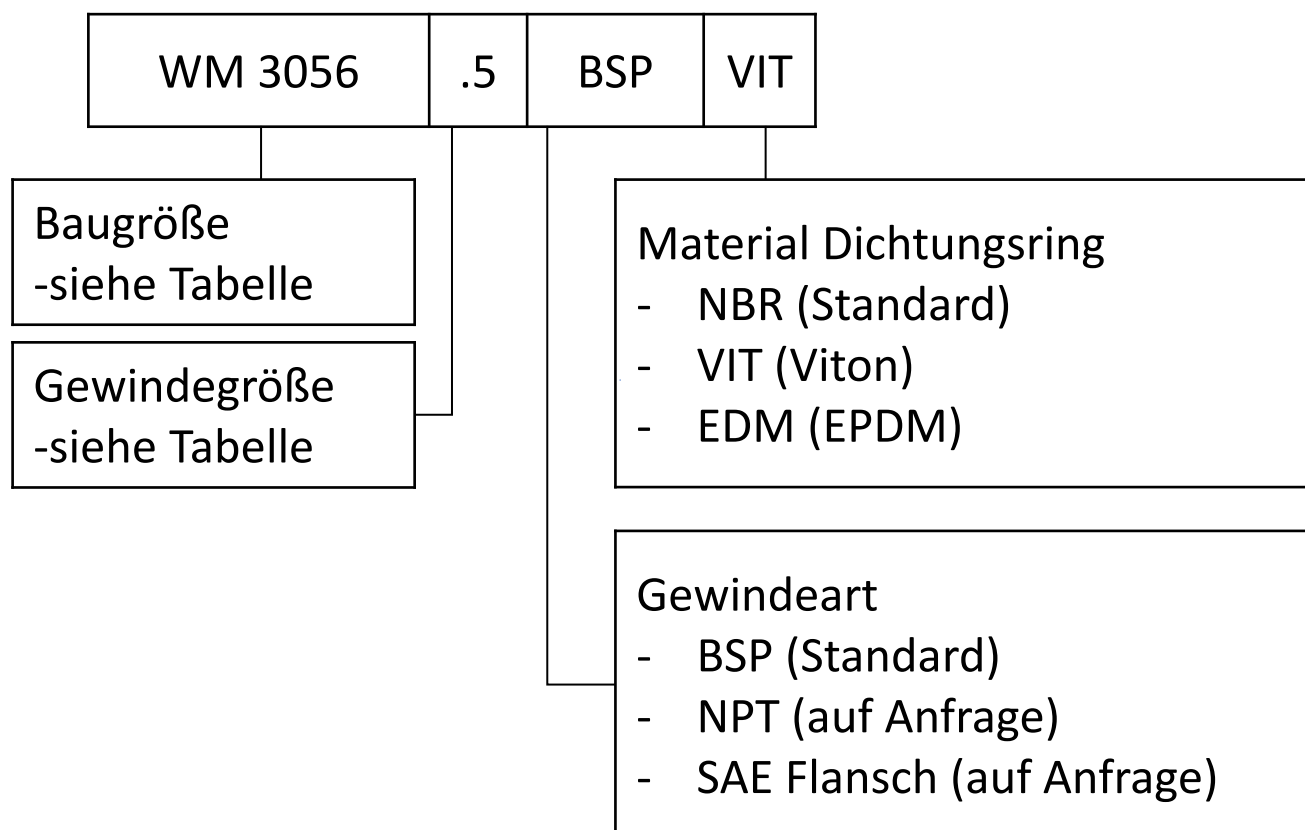 WM 3056 .5 BSP VIT
Baugröße
-siehe Tabelle
Gewindegröße
-siehe Tabelle
Material Dichtungsring
- NBR (Standard)
- VIT (Viton)
- EDM (EPDM)
Gewindeart
- BSP (Standard)
- NPT (auf Anfrage)
- SAE Flansch (auf Anfrage)